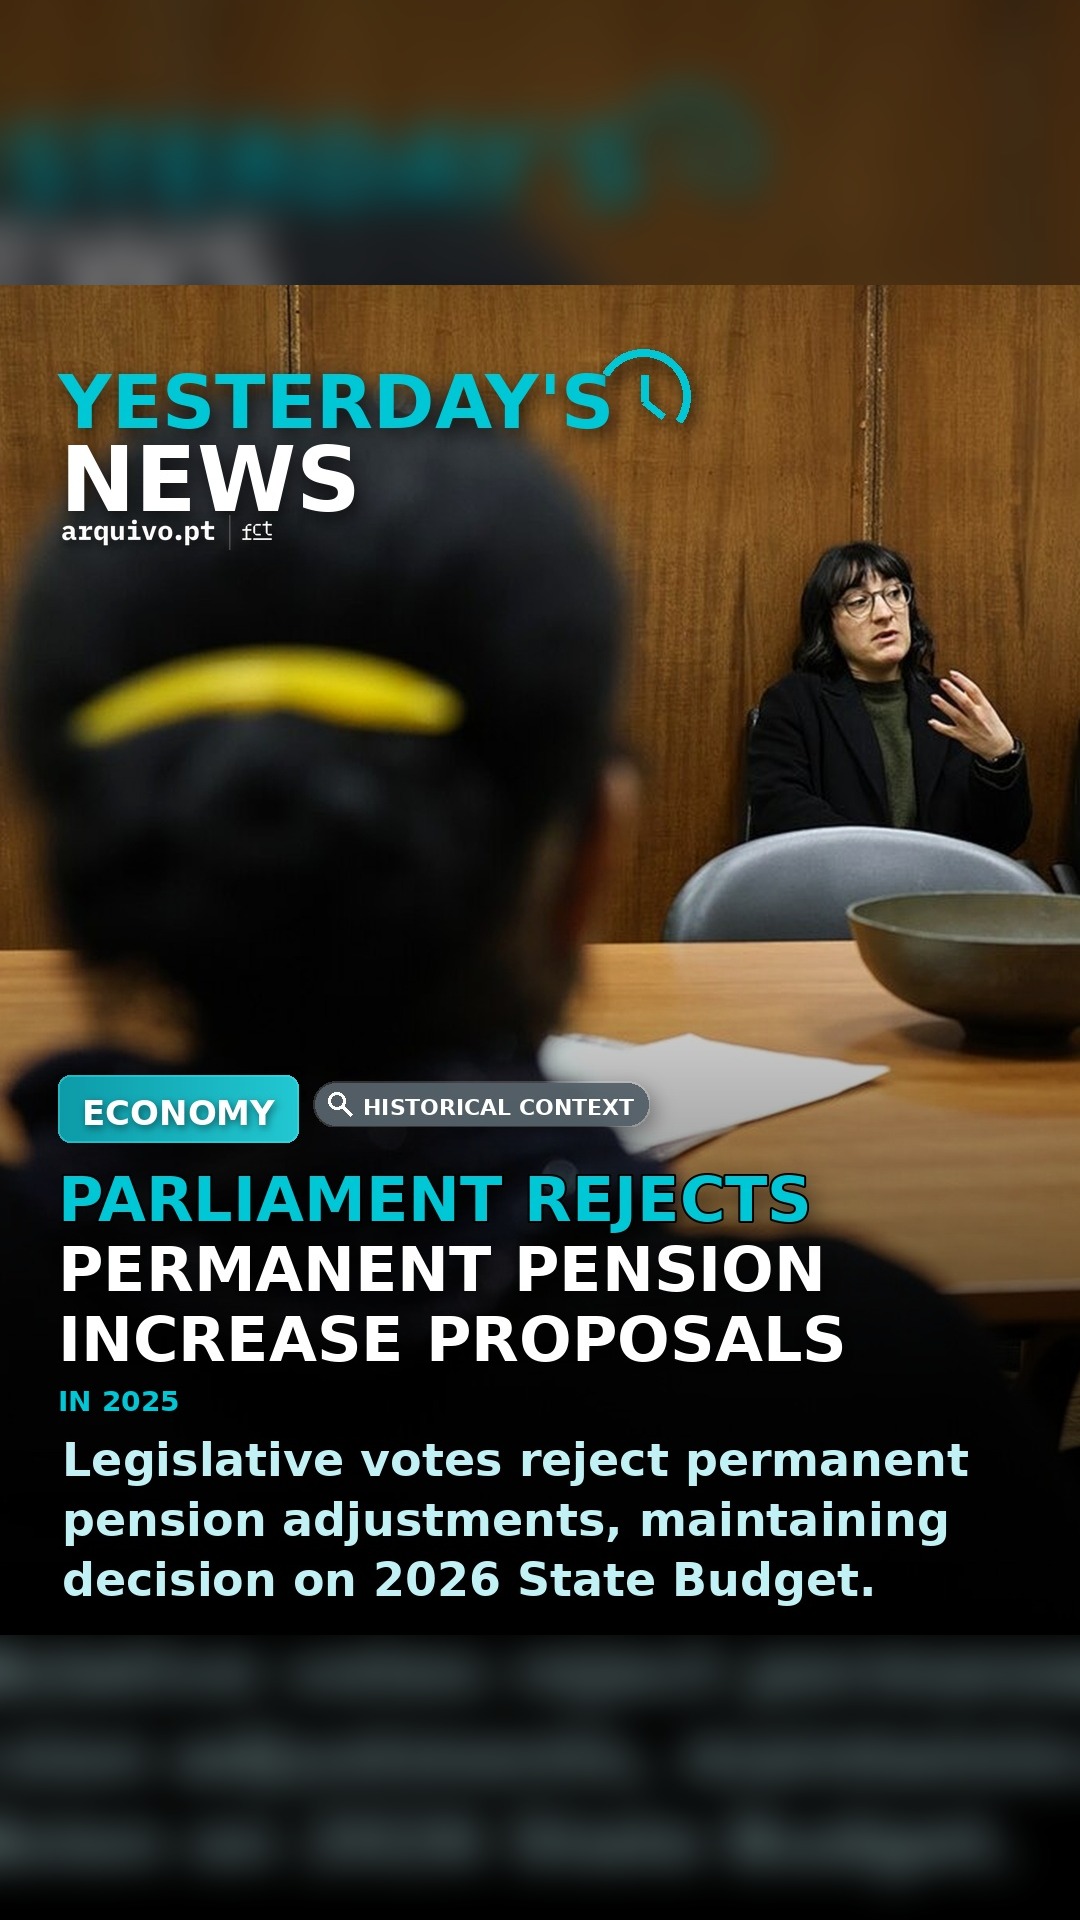 YESTERDAY'S
NEWS
arquivo.pt | fct
ECONOMY
HISTORICAL CONTEXT
PARLIAMENT REJECTS
PERMANENT PENSION
INCREASE PROPOSALS
IN 2025
Legislative votes reject permanent
pension adjustments, maintaining
decision on 2026 State Budget.